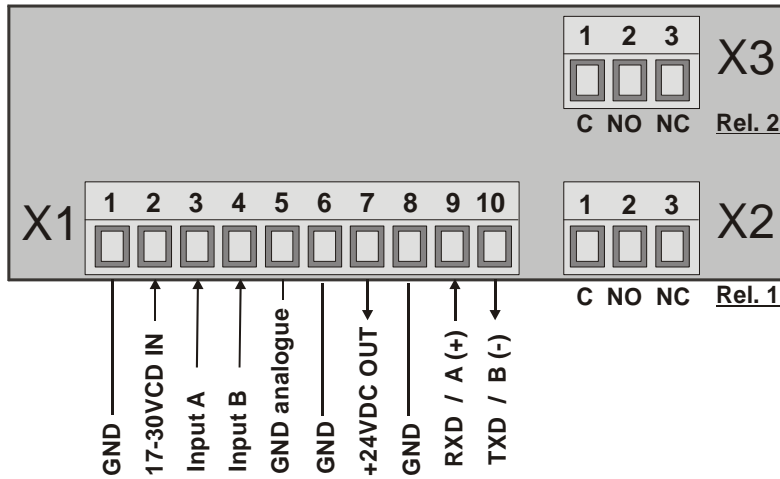 1 2 3
X3
C NO NC Rel. 2
X1
1 2 3 4 5 6 7 8 9 10
1 2 3
X2
C NO NC Rel. 1
GND
17-30VCD IN
Input A
Input B
GND analogue
GND
+24VDC OUT
GND
RXD / A (+)
TXD / B (-)